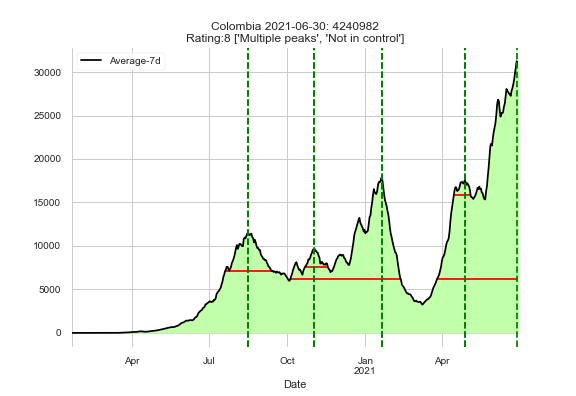 Colombia 2021-06-30: 4240982
Rating:8 ['Multiple peaks', 'Not in control']
Average-7d
30000
25000
20000
15000
10000
5000
0
Apr
Jul
Oct
Jan
2021
Apr
Date